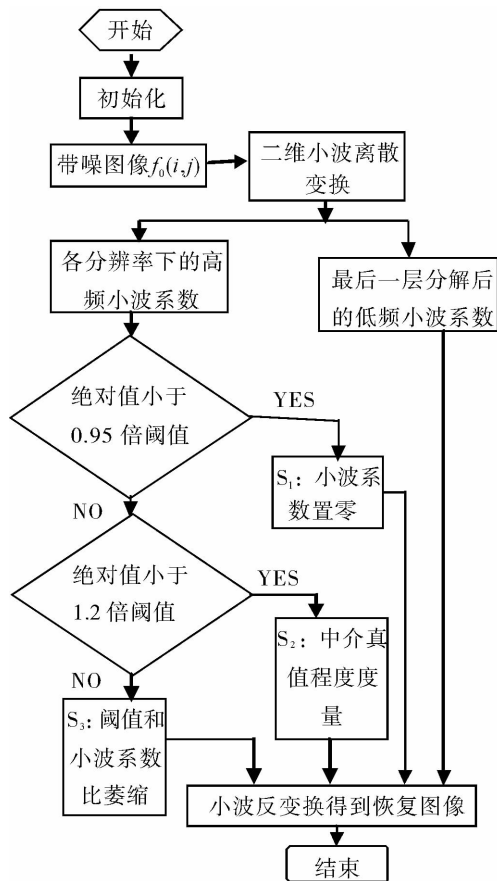 开始
初始化
带噪图像f₀(i,j)
二维小波离散
变换
各分辨率下的高
频小波系数
最后一层分解后
的低频小波系数
绝对值小于
0.95 倍阈值
YES
S₁：小波系
数置零
NO
绝对值小于
1.2 倍阈值
YES
S₂：中介真
值程度度
量
NO
S₃：阈值和
小波系数
比萎缩
小波反变换得到恢复图像
结束